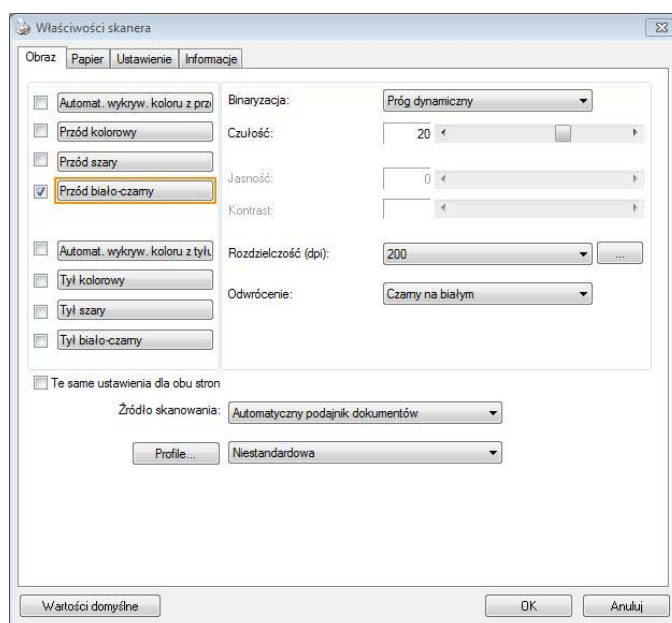 Właściwości skanera
Obraz Papier Ustawienie Informacje
Automat. wykryw. koloru z prze
Przód kolorowy
Przód szary
Przód biało-czarny
Automat. wykryw. koloru z tyłu
Tył kolorowy
Tył szary
Tył biało-czarny
Binaryzacja: Próg dynamiczny
Czułość: 20
Jasność: 0
Kontrast:
Rozdzielczość (dpi): 200 ...
Odwrócenie: Czarny na białym
Te same ustawienia dla obu stron
Źródło skanowania: Automatyczny podajnik dokumentów
Profile... Niestandardowa
Wartości domyślne OK Anuluj